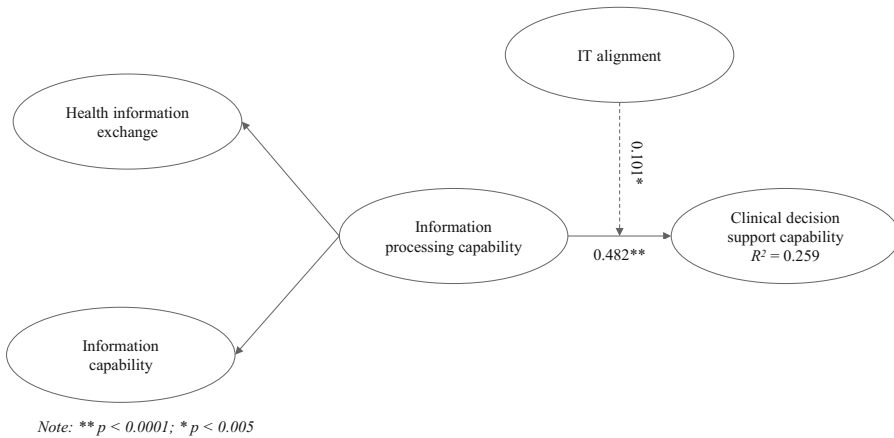 IT alignment
Health information
exchange
0.101*
Information
processing capability
Clinical decision
support capability
R² = 0.259
0.482**
Information
capability
Note: ** p < 0.0001; * p < 0.005